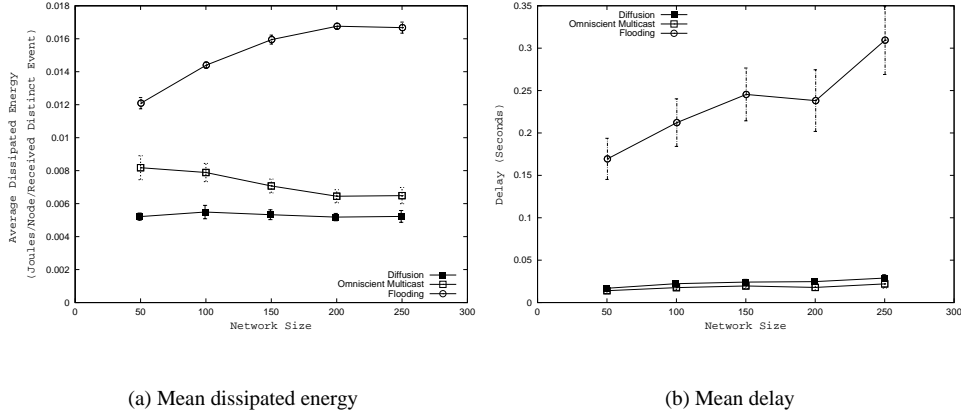 0.018
0.016
0.014
0.012
0.01
0.008
0.006
0.004
0.002
0
0
50
100
150
200
250
300
Average Dissipated Energy
(Joules/Node/Received Distinct Event)
Network Size
Diffusion
Omniscient Multicast
Flooding
(a) Mean dissipated energy
0.35
0.3
0.25
0.2
0.15
0.1
0.05
0
0
50
100
150
200
250
300
Delay (Seconds)
Network Size
Diffusion
Omniscient Multicast
Flooding
(b) Mean delay